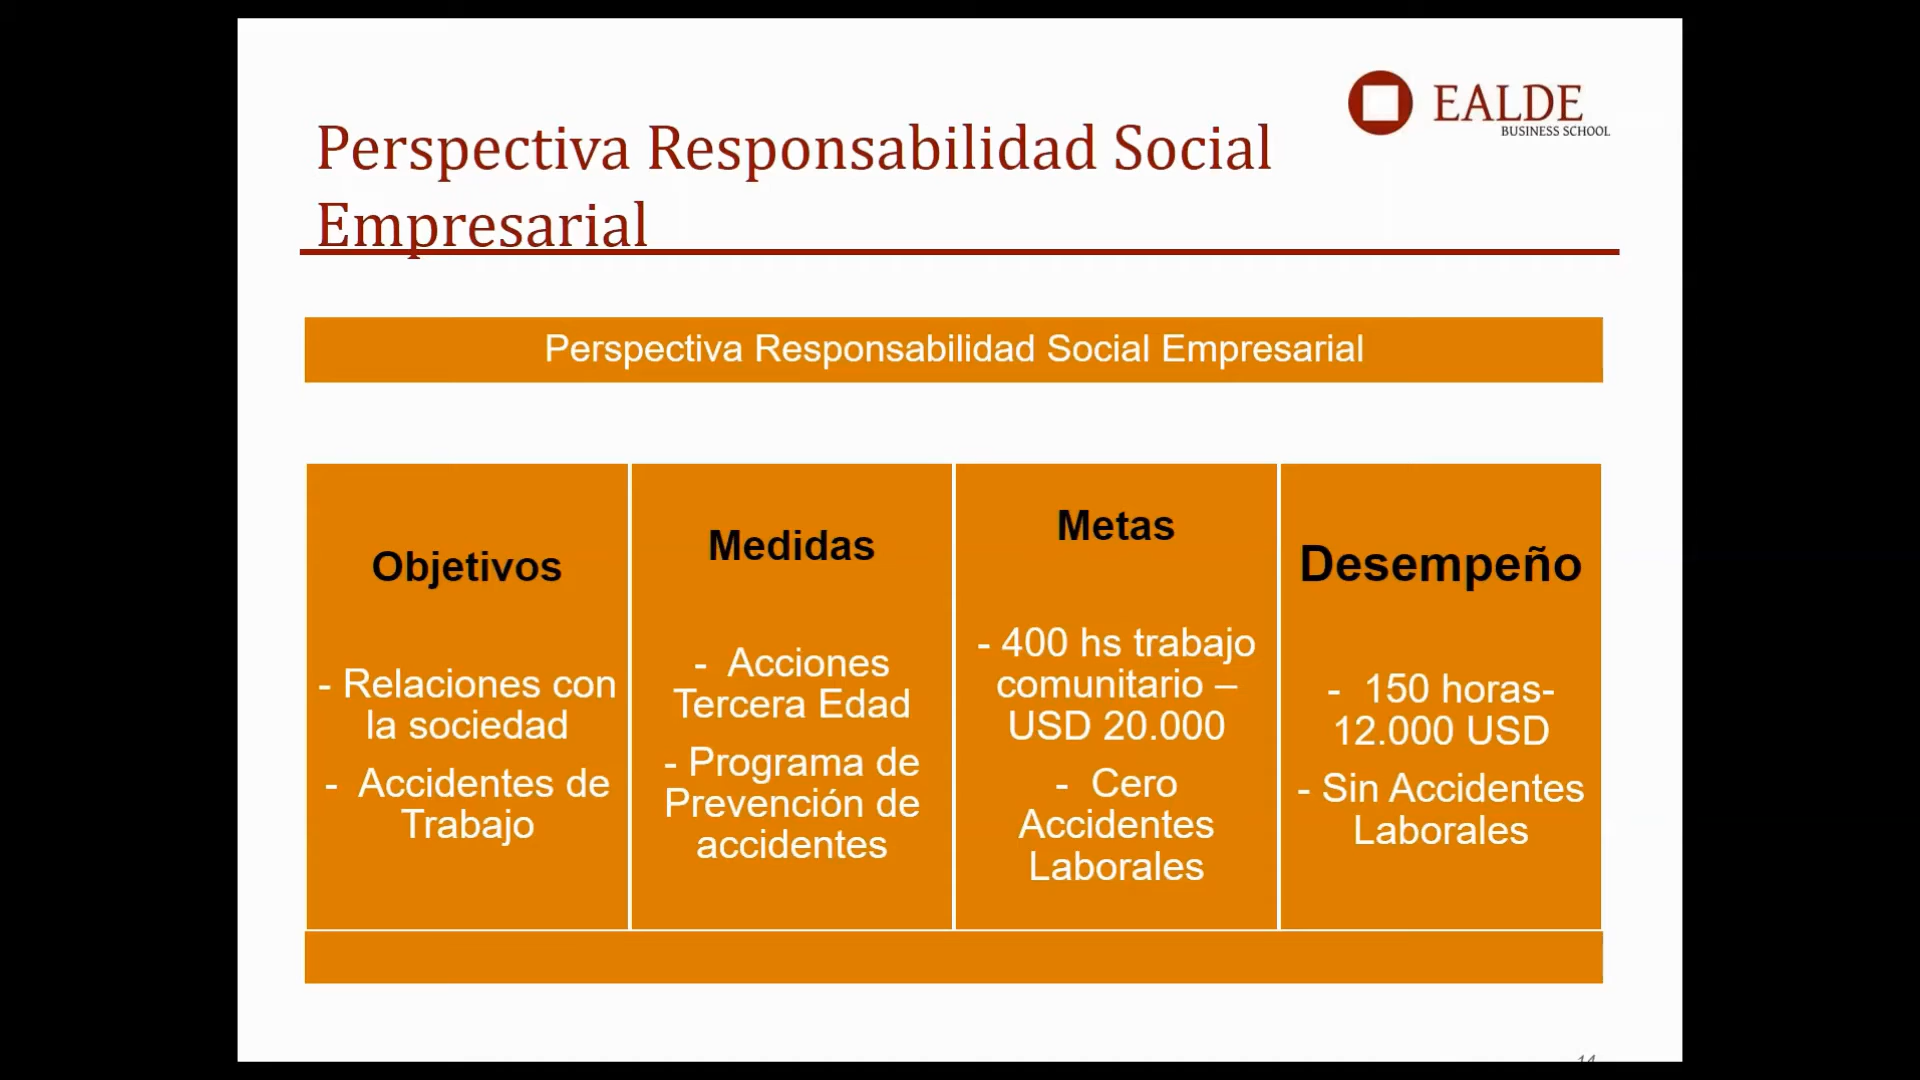 EALDE
BUSINESS SCHOOL
Perspectiva Responsabilidad Social
Empresarial
Perspectiva Responsabilidad Social Empresarial
Objetivos
- Relaciones con
la sociedad
- Accidentes de
Trabajo
Medidas
- Acciones
Tercera Edad
- Programa de
Prevención de
accidentes
Metas
- 400 hs trabajo
comunitario –
USD 20.000
- Cero
Accidentes
Laborales
Desempeño
- 150 horas-
12.000 USD
- Sin Accidentes
Laborales
14